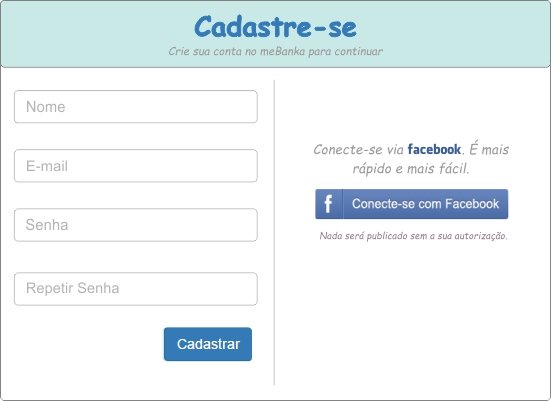 Cadastre-se
Crie sua conta no meBanka para continuar
Nome
E-mail
Senha
Repetir Senha
Cadastrar
Conecte-se via facebook. É mais
rápido e mais fácil.
f Conecte-se com Facebook
Nada será publicado sem a sua autorização.